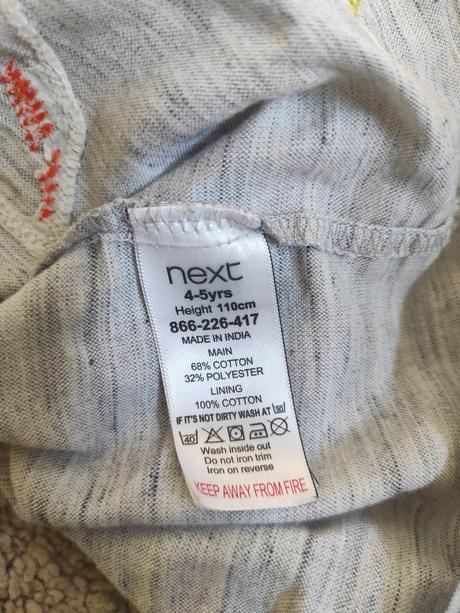 next
4-5yrs
Height 110cm
866-226-417
MADE IN INDIA
MAIN
68% COTTON
32% POLYESTER
LINING
100% COTTON
IF IT'S NOT DIRTY WASH AT 30
40
Wash inside out
Do not iron trim
Iron on reverse
KEEP AWAY FROM FIRE